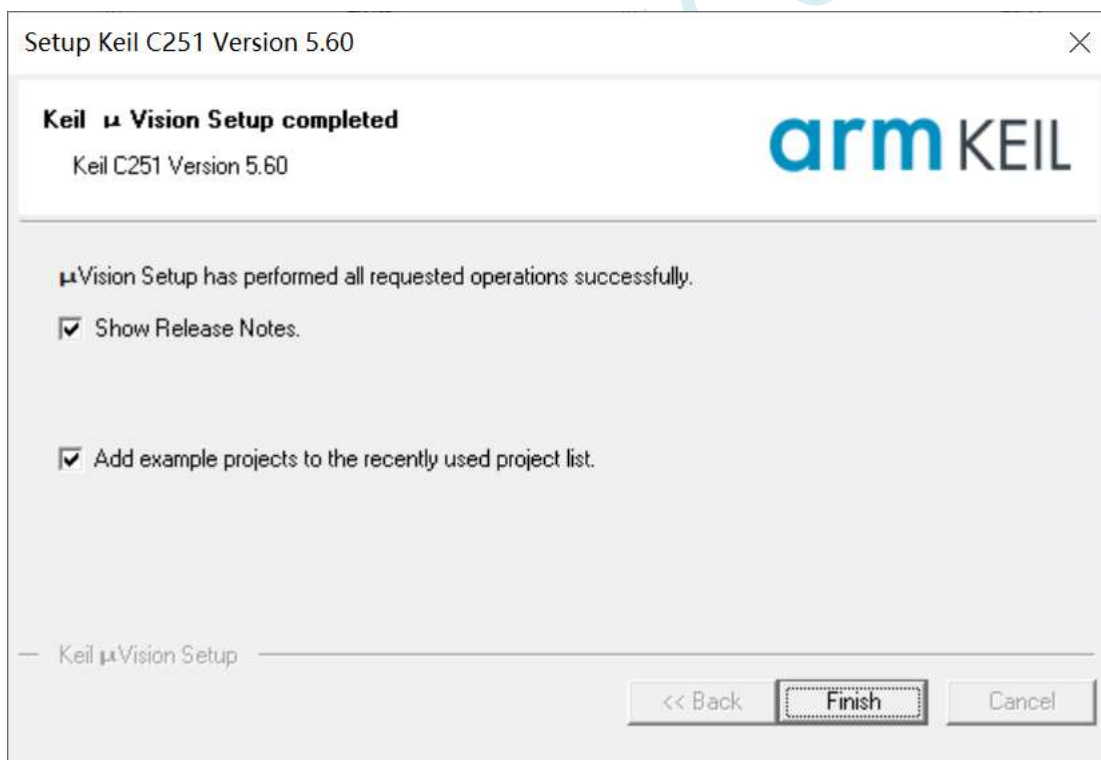 Setup Keil C251 Version 5.60
Keil μ Vision Setup completed
Keil C251 Version 5.60
arm KEIL
μVision Setup has performed all requested operations successfully.
Show Release Notes.
Add example projects to the recently used project list.
Keil μVision Setup
<< Back
Finish
Cancel